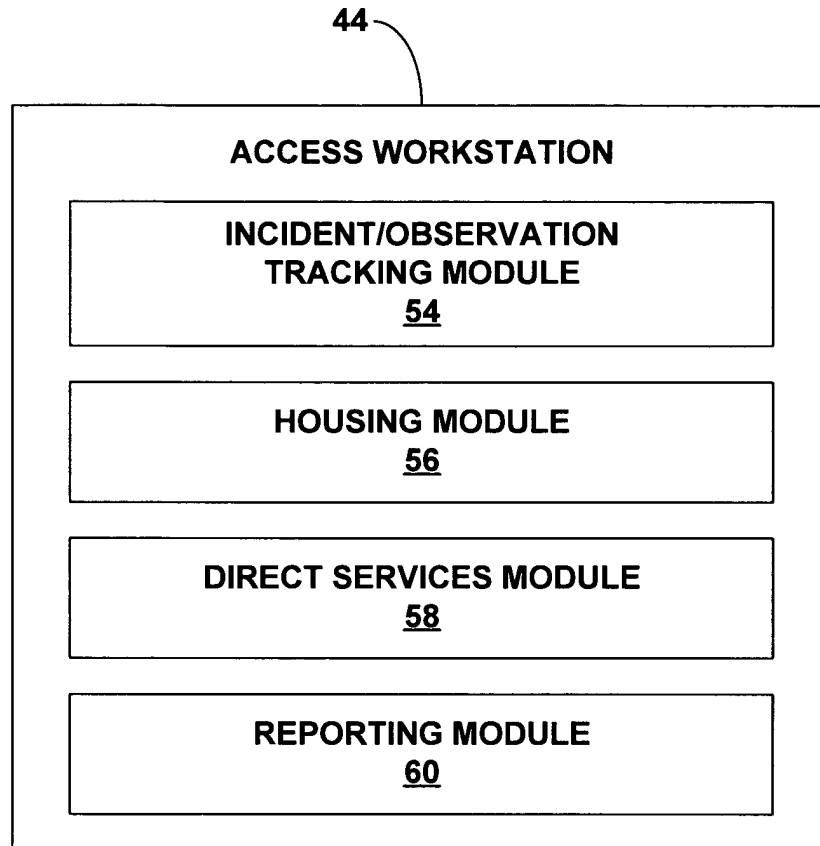 44
ACCESS WORKSTATION
INCIDENT/OBSERVATION
TRACKING MODULE
54
HOUSING MODULE
56
DIRECT SERVICES MODULE
58
REPORTING MODULE
60